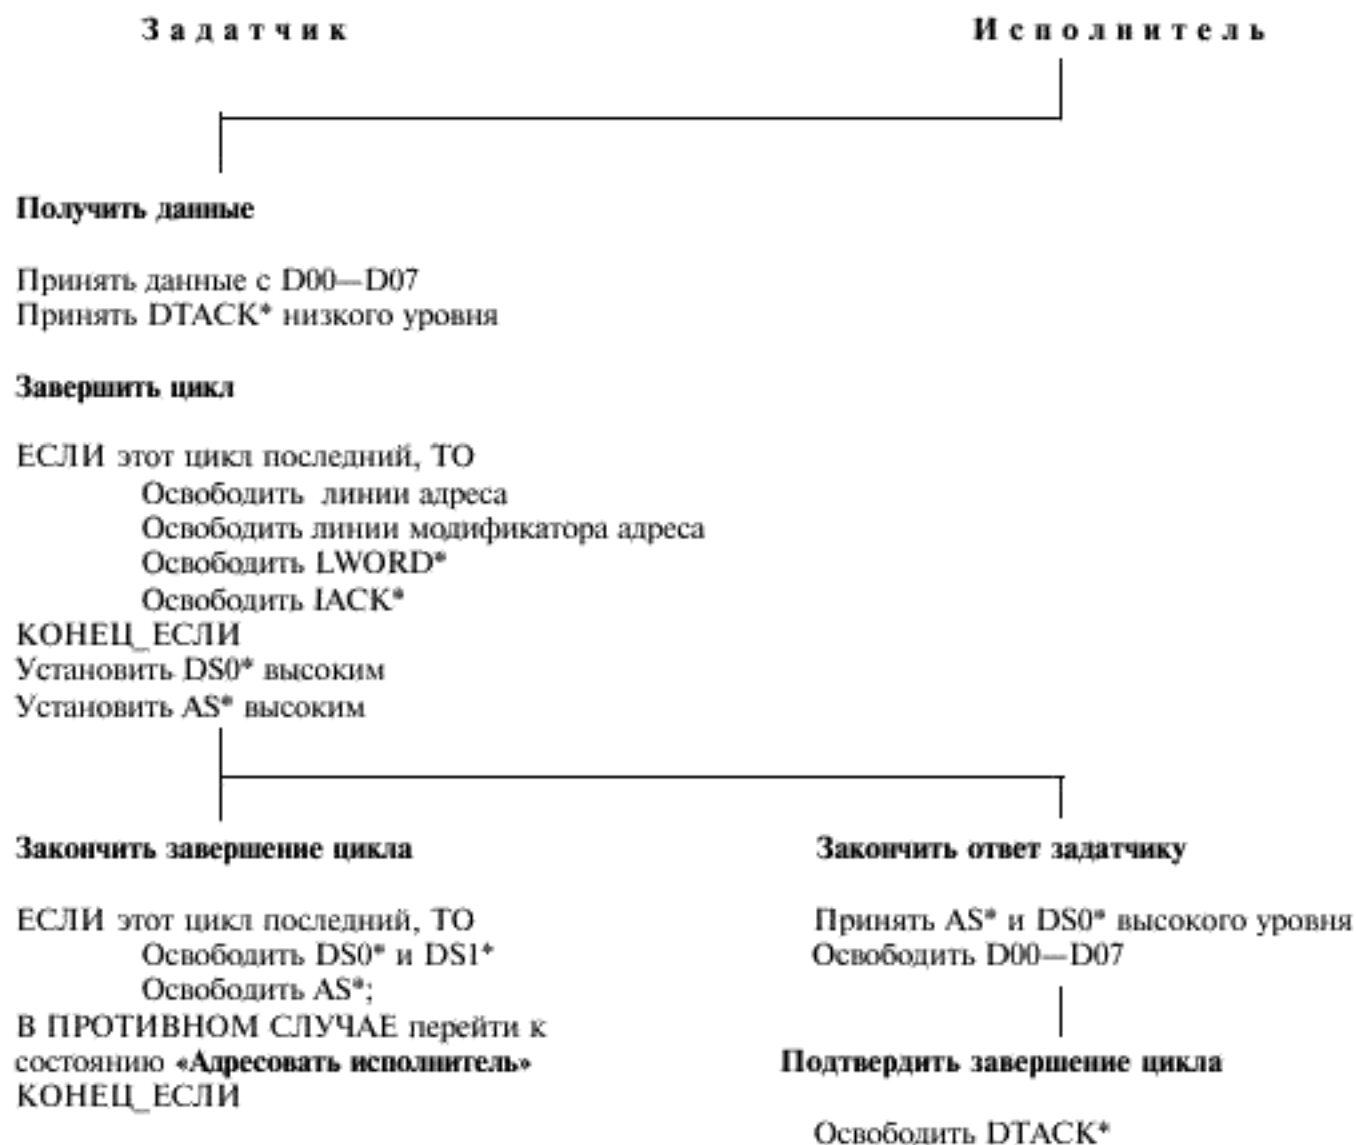 Задатчик
Исполнитель
Получить данные
Принять данные с D00—D07
Принять DTACK* низкого уровня
Завершить цикл
ЕСЛИ этот цикл последний, ТО
Освободить линии адреса
Освободить линии модификатора адреса
Освободить LWORD*
Освободить IACK*
КОНЕЦ_ЕСЛИ
Установить DS0* высоким
Установить AS* высоким
Закончить завершение цикла
ЕСЛИ этот цикл последний, ТО
Освободить DS0* и DS1*
Освободить AS*;
В ПРОТИВНОМ СЛУЧАЕ перейти к
состоянию «Адресовать исполнитель»
КОНЕЦ_ЕСЛИ
Закончить ответ задатчику
Принять AS* и DS0* высокого уровня
Освободить D00—D07
Подтвердить завершение цикла
Освободить DTACK*